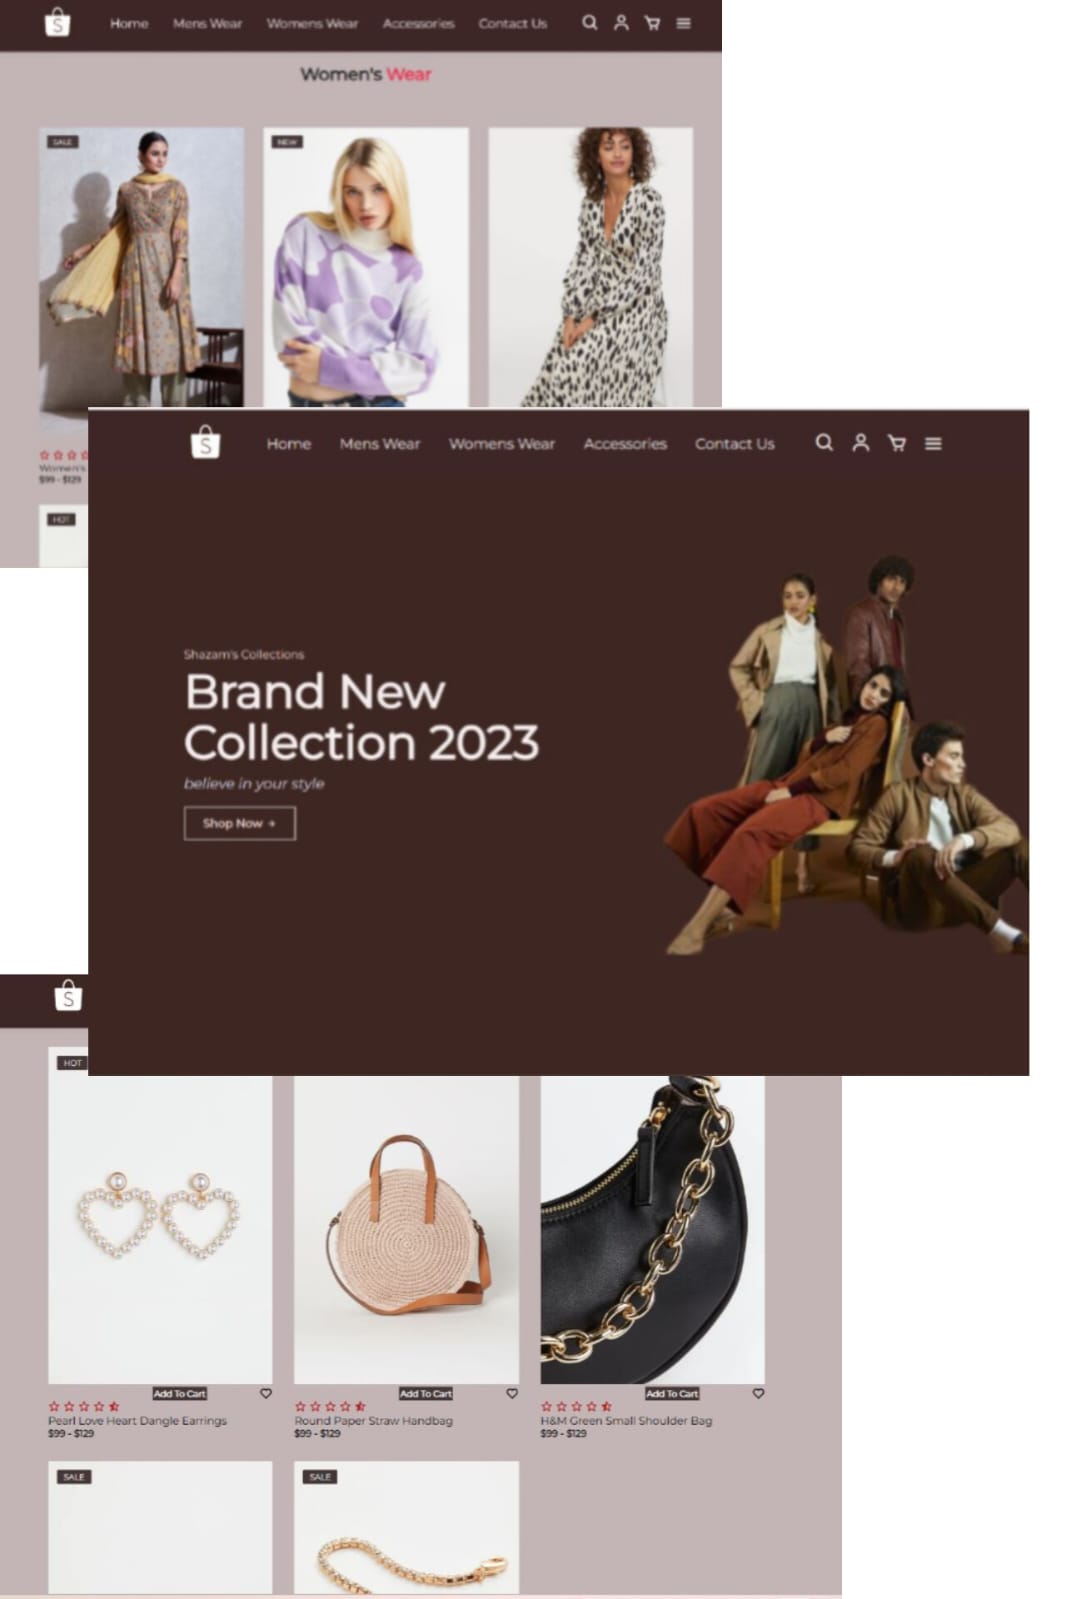 S
Home Mens Wear Womens Wear Accessories Contact Us
Women's Wear
SALE
NEW
Women's
$99 - $129
HOT
S
Home Mens Wear Womens Wear Accessories Contact Us
Shazam's Collections
Brand New
Collection 2023
believe in your style
Shop Now →
S
HOT
Add To Cart
Pearl Love Heart Dangle Earrings
$99 - $129
Add To Cart
Round Paper Straw Handbag
$99 - $129
Add To Cart
H&M Green Small Shoulder Bag
$99 - $129
SALE
SALE